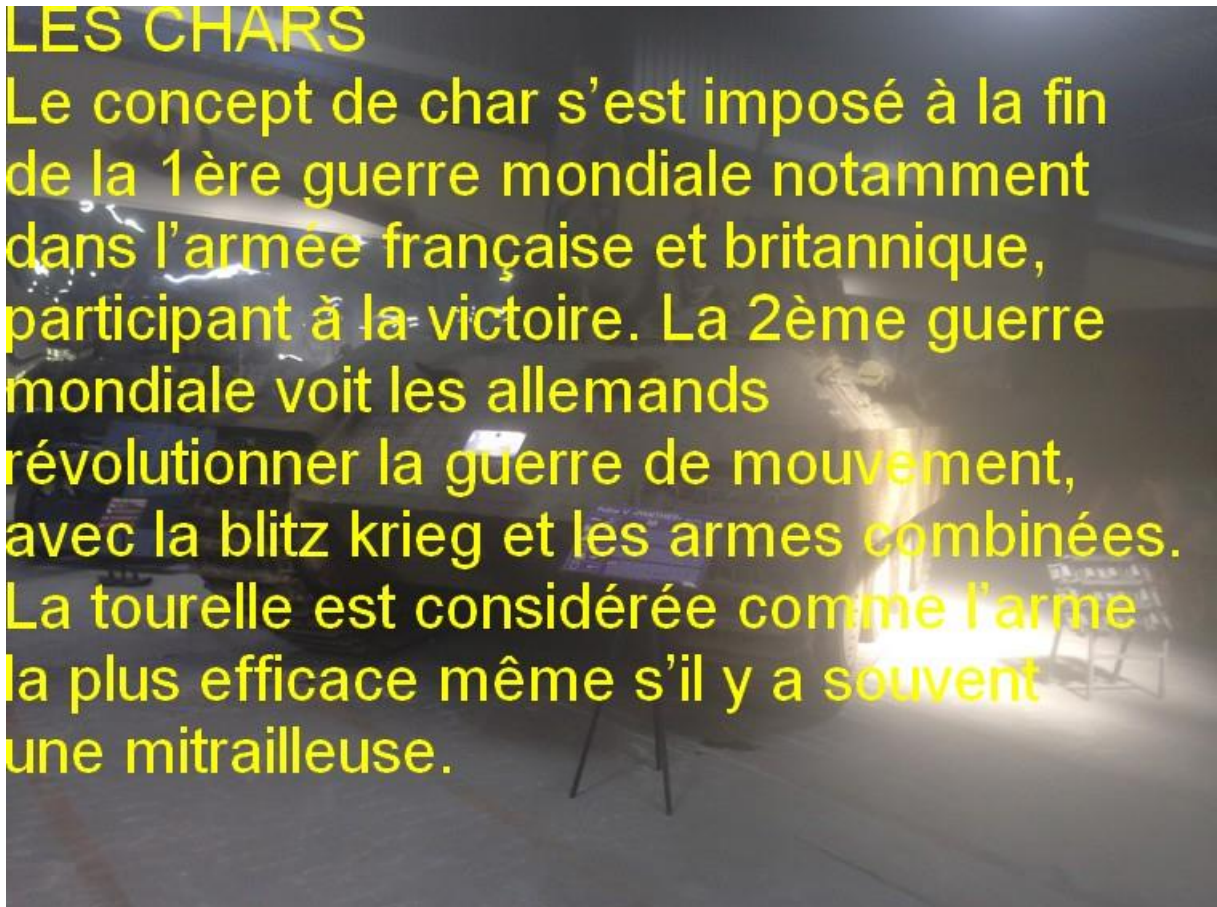 LES CHARS
Le concept de char s’est imposé à la fin
de la 1ère guerre mondiale notamment
dans l’armée française et britannique,
participant à la victoire. La 2ème guerre
mondiale voit les allemands
révolutionner la guerre de mouvement,
avec la blitz krieg et les armes combinées.
La tourelle est considérée comme l’arme
la plus efficace même s’il y a souvent
une mitrailleuse.